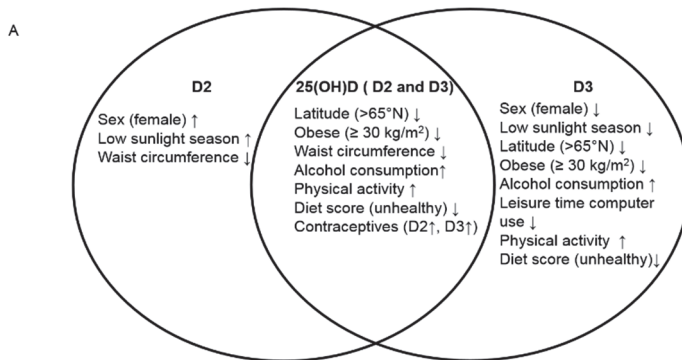 A
D2
Sex (female) ↑
Low sunlight season ↑
Waist circumference ↓
25(OH)D ( D2 and D3)
Latitude (>65°N) ↓
Obese (≥ 30 kg/m²) ↓
Waist circumference ↓
Alcohol consumption↑
Physical activity ↑
Diet score (unhealthy) ↓
Contraceptives (D2↑, D3↑)
D3
Sex (female) ↓
Low sunlight season ↓
Latitude (>65°N) ↓
Obese (≥ 30 kg/m²) ↓
Alcohol consumption ↑
Leisure time computer
use ↓
Physical activity ↑
Diet score (unhealthy)↓